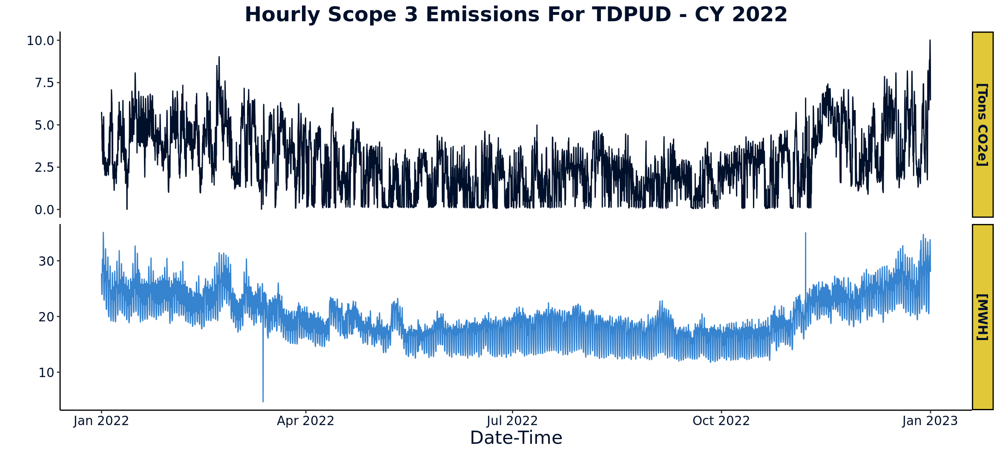 Hourly Scope 3 Emissions For TDPUD - CY 2022
10.0
7.5
5.0
2.5
0.0
[Tons CO2e]
30
20
10
[MWH]
Jan 2022 Apr 2022 Jul 2022 Oct 2022 Jan 2023
Date-Time